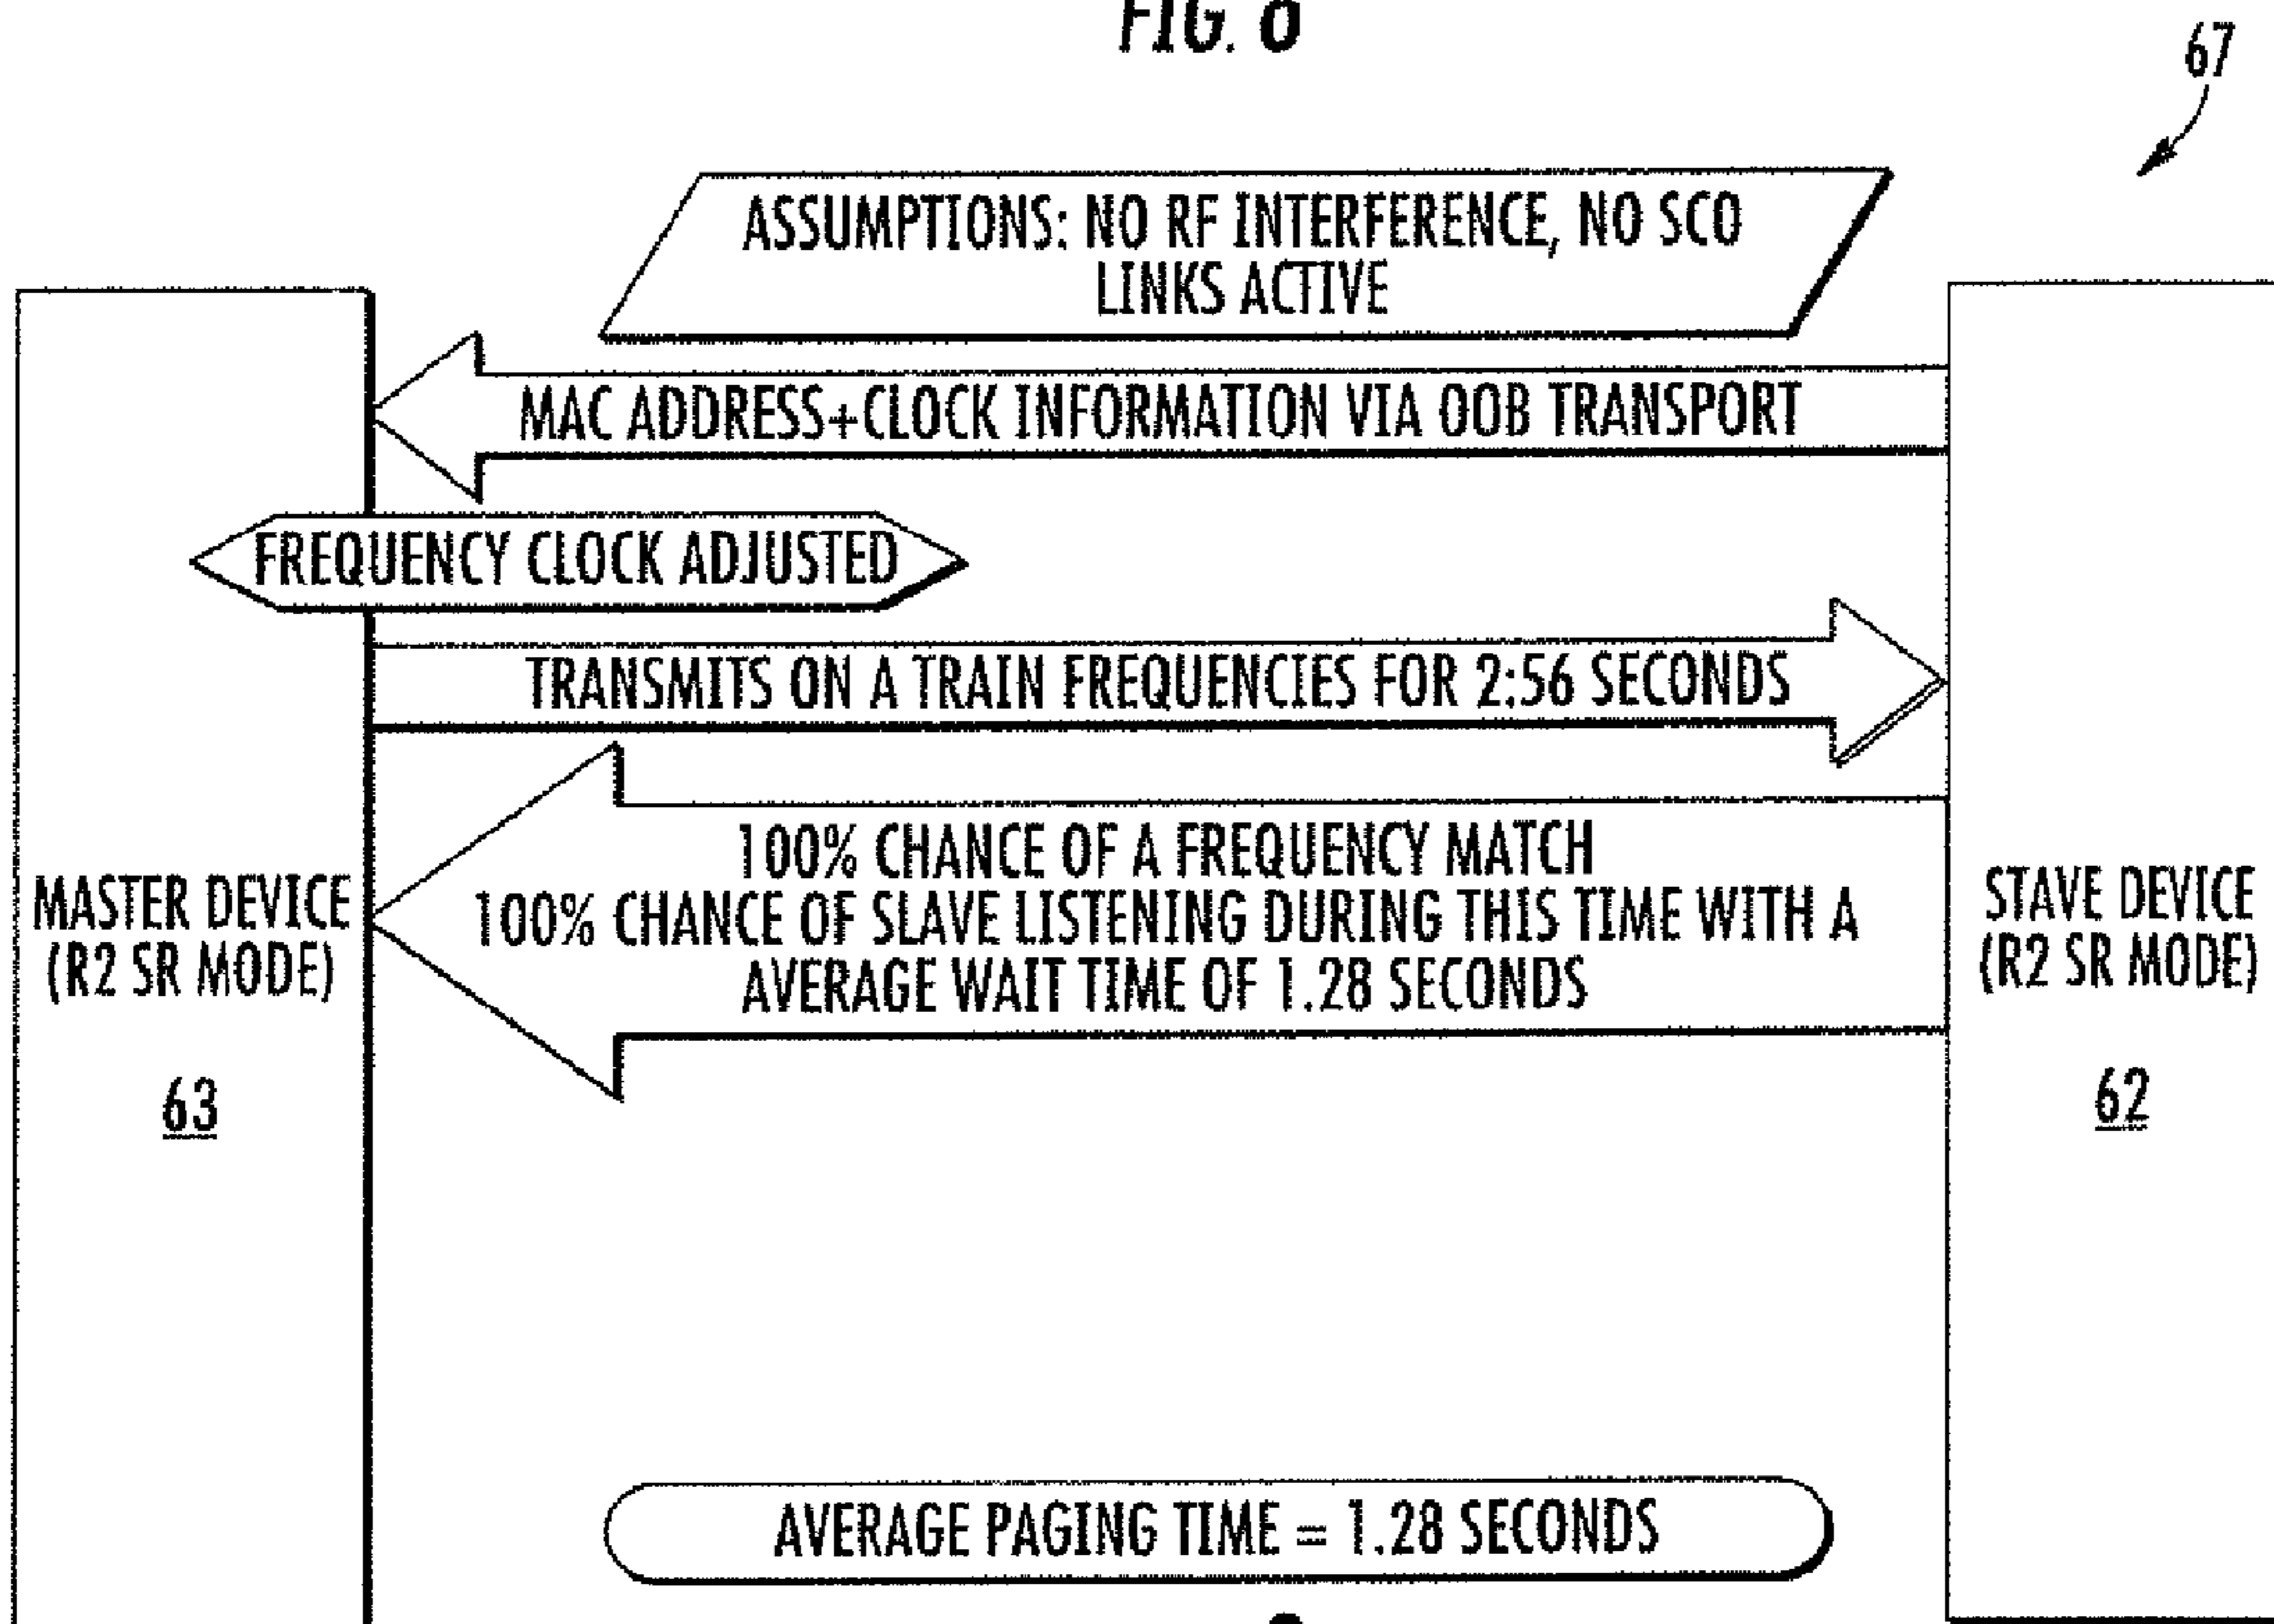 FIG. 6
67
ASSUMPTIONS: NO RF INTERFERENCE, NO SCO
LINKS ACTIVE
MAC ADDRESS+CLOCK INFORMATION VIA OOB TRANSPORT
FREQUENCY CLOCK ADJUSTED
TRANSMITS ON A TRAIN FREQUENCIES FOR 2:56 SECONDS
100% CHANCE OF A FREQUENCY MATCH
100% CHANCE OF SLAVE LISTENING DURING THIS TIME WITH A
AVERAGE WAIT TIME OF 1.28 SECONDS
MASTER DEVICE
(R2 SR MODE)
63
STAVE DEVICE
(R2 SR MODE)
62
AVERAGE PAGING TIME = 1.28 SECONDS